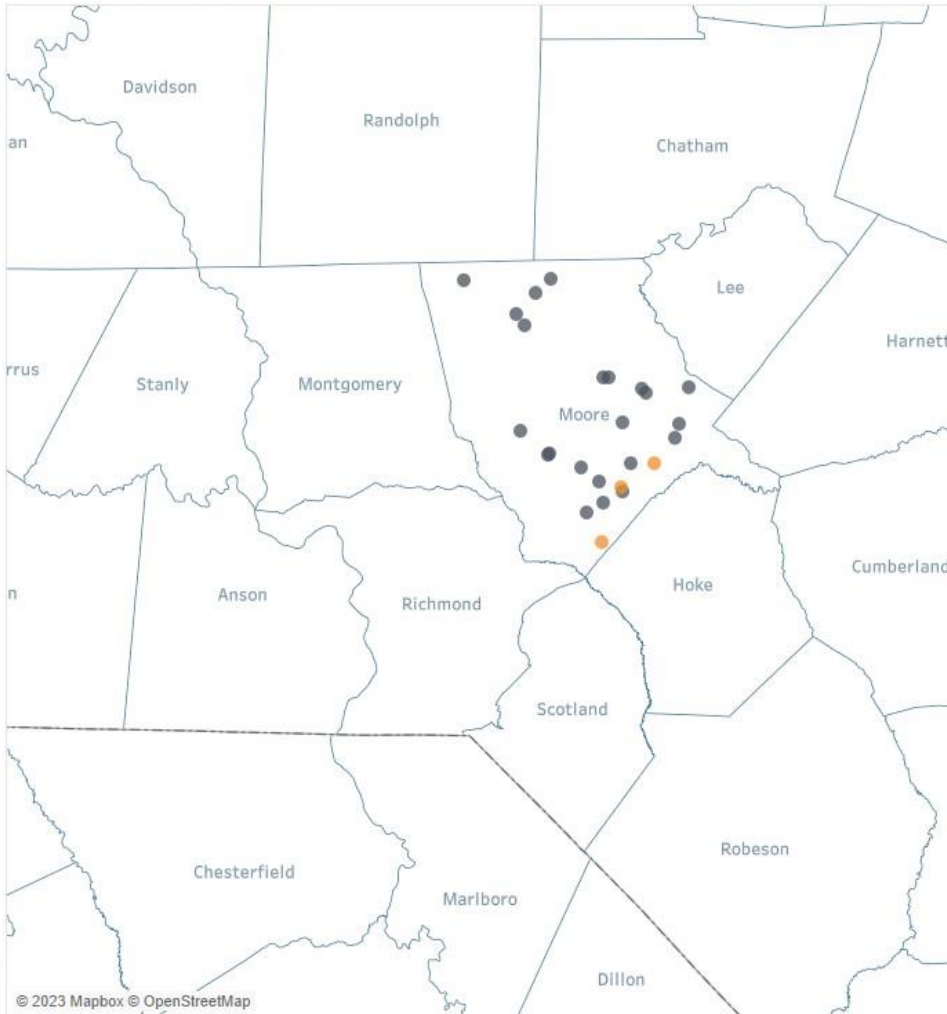 Davidson
Randolph
Chatham
an
Lee
Harnett
rrus
Stanly
Montgomery
Moore
Cumberland
Hoke
n
Anson
Richmond
Scotland
Robeson
Chesterfield
Marlboro
Dillon
© 2023 Mapbox © OpenStreetMap